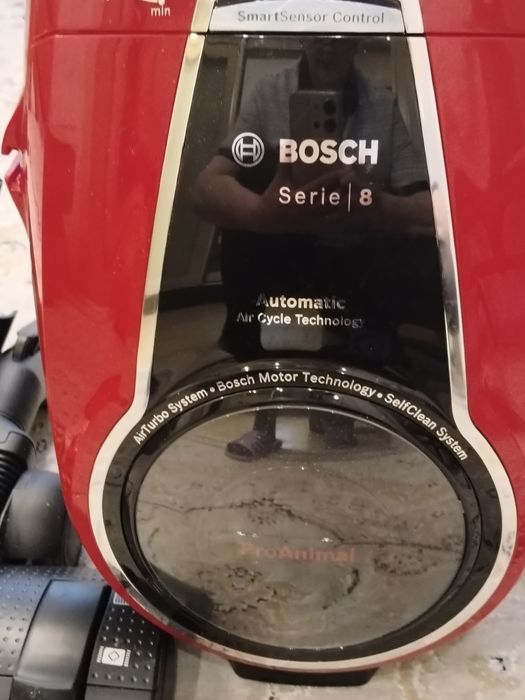 min
SmartSensor Control
BOSCH
Serie | 8
Automatic
Air Cycle Technology
AirTurbo System • Bosch Motor Technology • SelfClean System
ProAnimal